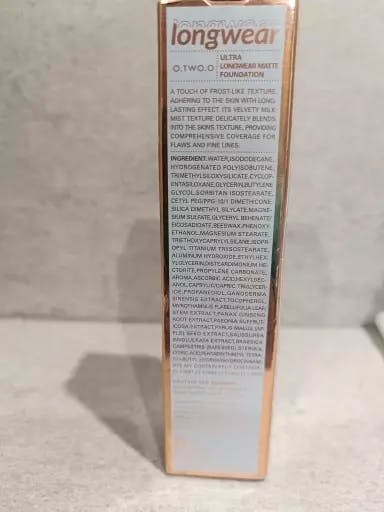 longwear
longwear
O.TWO.O
ULTRA
LONGWEAR MATTE
FOUNDATION
A TOUCH OF FROST-LIKE TEXTURE,
ADHERING TO THE SKIN WITH LONG-
LASTING EFFECT. ITS VELVETY MILK-
MIST TEXTURE DELICATELY BLENDS
INTO THE SKINS TEXTURE, PROVIDING
COMPREHENSIVE COVERAGE FOR
FLAWS AND FINE LINES.
INGREDIENT: WATER, ISODODECANE,
HYDROGENATED POLYISOBUTENE,
TRIMETHYLSILOXYSILICATE, CYCLOP-
ENTASILOXANE, GLYCERIN, BUTYLENE
GLYCOL, SORBITAN ISOSTEARATE,
CETYL PEG/PPG-10/1 DIMETHICONE,
SILICA DIMETHYL SILYLATE, MAGNE-
SIUM SULFATE, GLYCERYL BEHENATE/
EICOSADIOATE, BEESWAX, PHENOXY-
ETHANOL, MAGNESIUM STEARATE,
TRIETHOXYCAPRYLYLSILANE, ISOPR-
OPYL TITANIUM TRIISOSTEARATE,
ALUMINUM HYDROXIDE, ETHYLHEX-
YLGLYCERIN, DISTEARDIMONIUM HE-
CTORITE, PROPYLENE CARBONATE,
AROMA, ASCORBIC ACID, HEXYLDEC-
ANOL, CAPRYLIC/CAPRIC TRIGLYCER-
IDE, PROPANEDIOL, GANODERMA
SINENSIS EXTRACT, TOCOPHEROL,
MYROTHAMNUS FLABELLIFOLIA LEAF/
STEM EXTRACT, PANAX GINSENG
ROOT EXTRACT, PAEONIA SUFFRUT-
ICOSA EXTRACT, PYRUS MALUS (AP-
PLE) SEED EXTRACT, SAUSSUREA
INVOLUCRATA EXTRACT, BRASSICA
CAMPESTRIS (RAPESEED) STEROLS,
CITRIC ACID, PENTAERYTHRITYL TETRA-